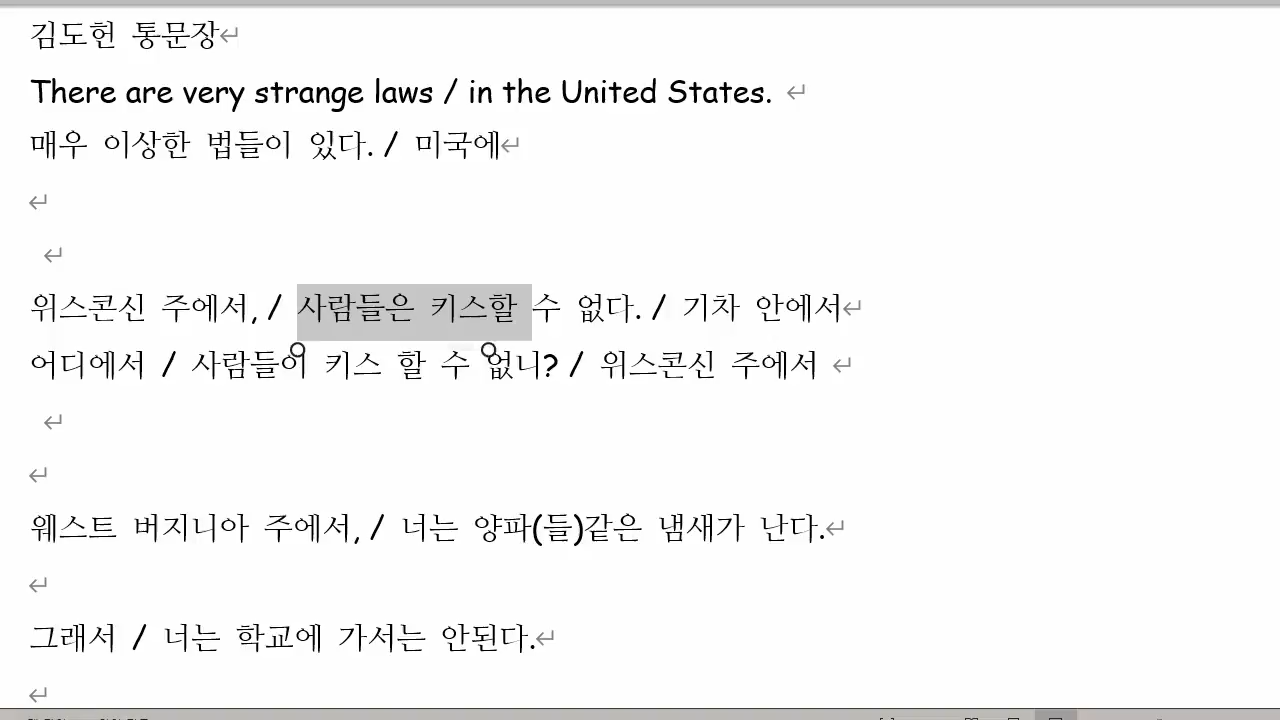 김도헌 통문장
There are very strange laws / in the United States.
매우 이상한 법들이 있다. / 미국에
위스콘신 주에서, / 사람들은 키스할 수 없다. / 기차 안에서
어디에서 / 사람들이 키스 할 수 없니? / 위스콘신 주에서
웨스트 버지니아 주에서, / 너는 양파(들)같은 냄새가 난다.
그래서 / 너는 학교에 가서는 안된다.